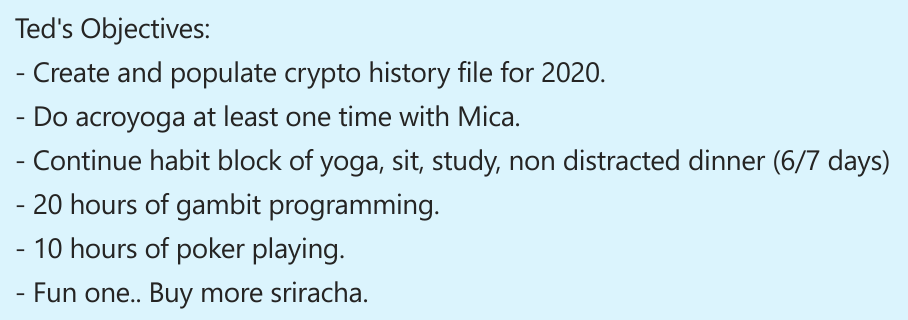 Ted's Objectives:
- Create and populate crypto history file for 2020.
- Do acroyoga at least one time with Mica.
- Continue habit block of yoga, sit, study, non distracted dinner (6/7 days)
- 20 hours of gambit programming.
- 10 hours of poker playing.
- Fun one.. Buy more sriracha.